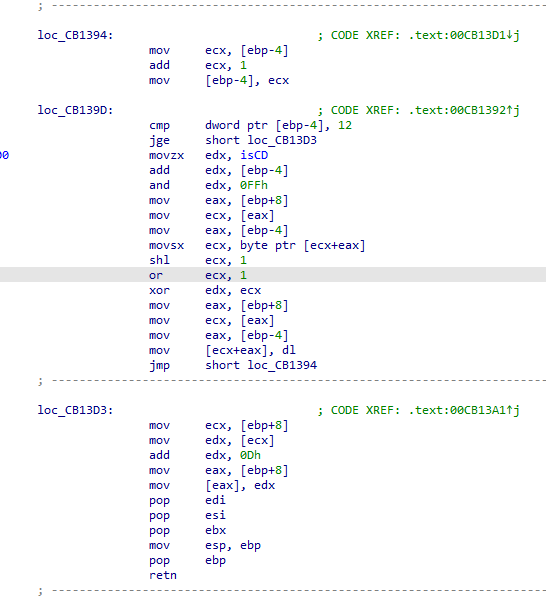 ; ---------------------------------------------------------------
loc_CB1394: ; CODE XREF: .text:00CB13D1↓j
mov ecx, [ebp-4]
add ecx, 1
mov [ebp-4], ecx
loc_CB139D: ; CODE XREF: .text:00CB1392↑j
cmp dword ptr [ebp-4], 12
jge short loc_CB13D3
movzx edx, isCD
add edx, [ebp-4]
and edx, 0FFh
mov eax, [ebp+8]
mov ecx, [eax]
mov eax, [ebp-4]
movsx ecx, byte ptr [ecx+eax]
shl ecx, 1
or ecx, 1
xor edx, ecx
mov eax, [ebp+8]
mov ecx, [eax]
mov eax, [ebp-4]
mov [ecx+eax], dl
jmp short loc_CB1394
; ---------------------------------------------------------------
loc_CB13D3: ; CODE XREF: .text:00CB13A1↑j
mov ecx, [ebp+8]
mov edx, [ecx]
add edx, 0Dh
mov eax, [ebp+8]
mov [eax], edx
pop edi
pop esi
pop ebx
mov esp, ebp
pop ebp
retn
; ---------------------------------------------------------------